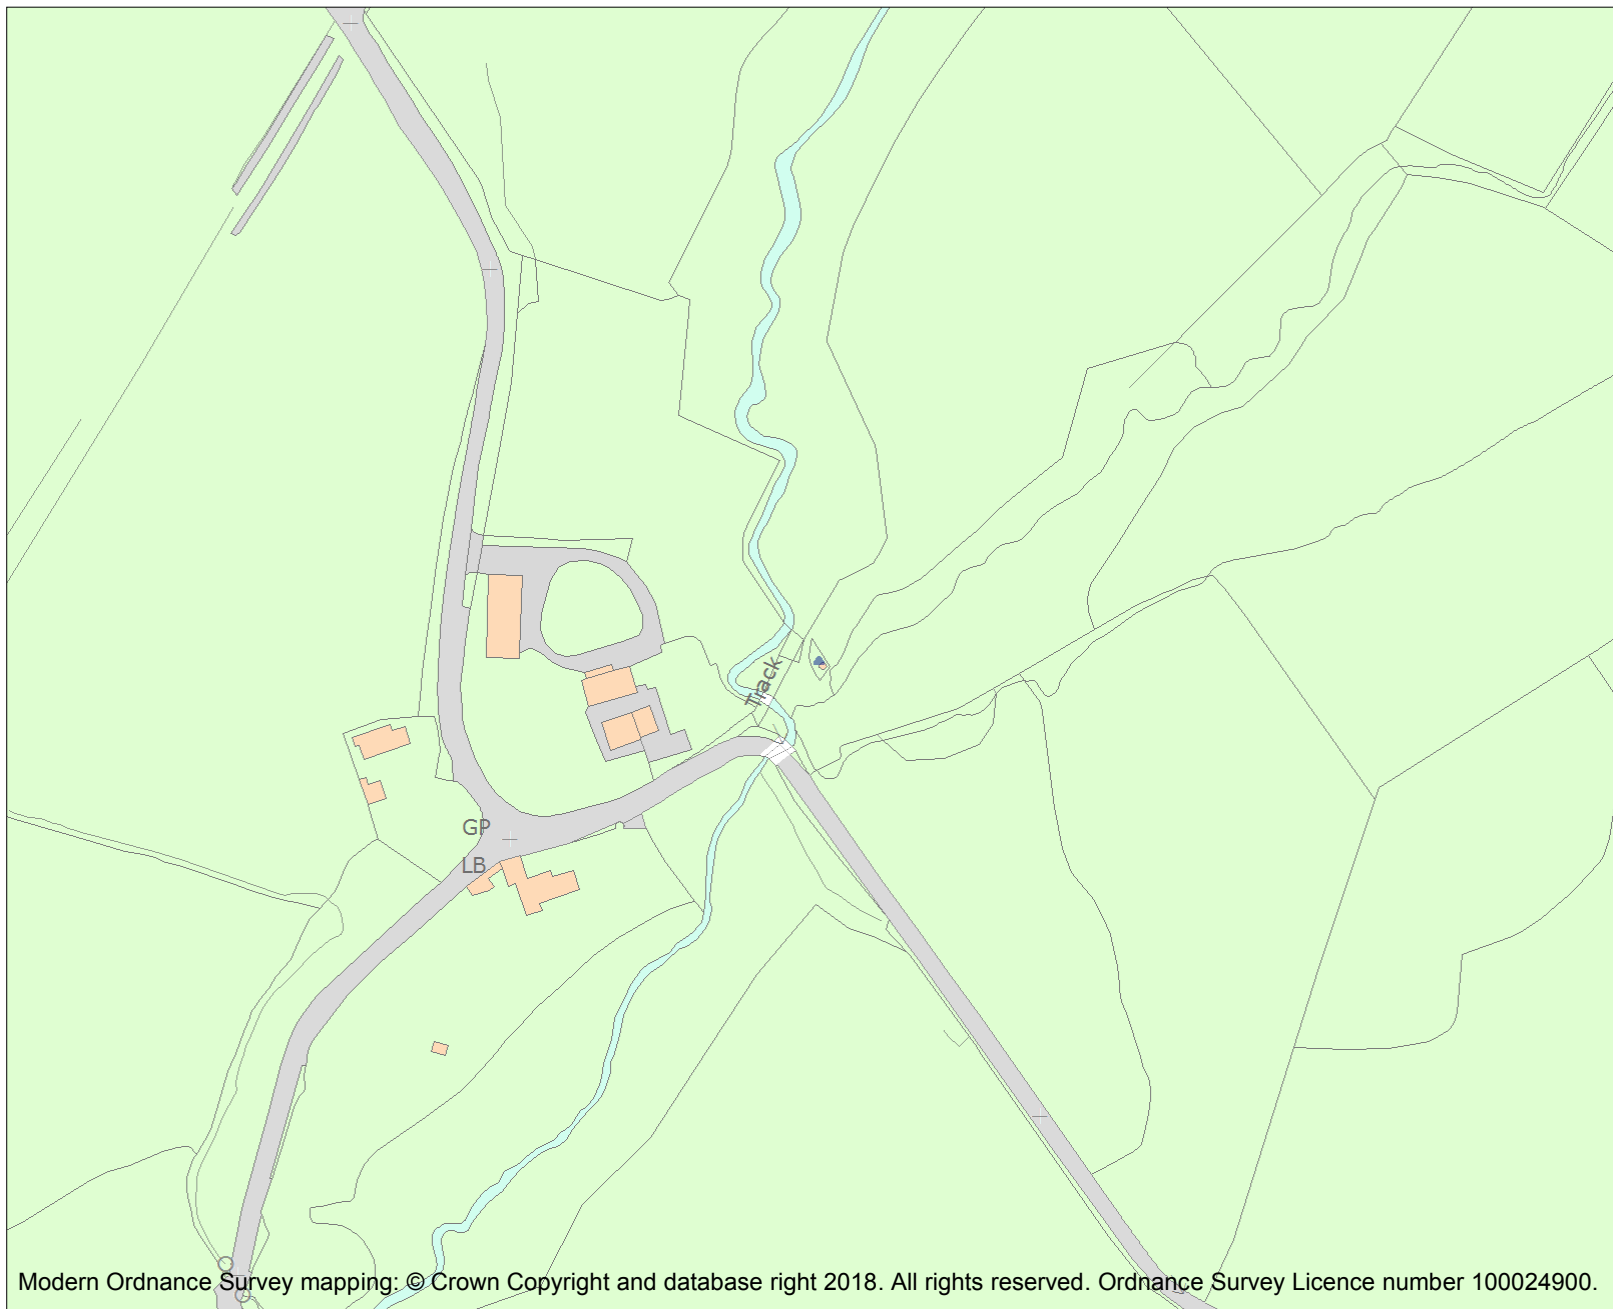 Track
GP
LB
Modern Ordnance Survey mapping: © Crown Copyright and database right 2018. All rights reserved. Ordnance Survey Licence number 100024900.